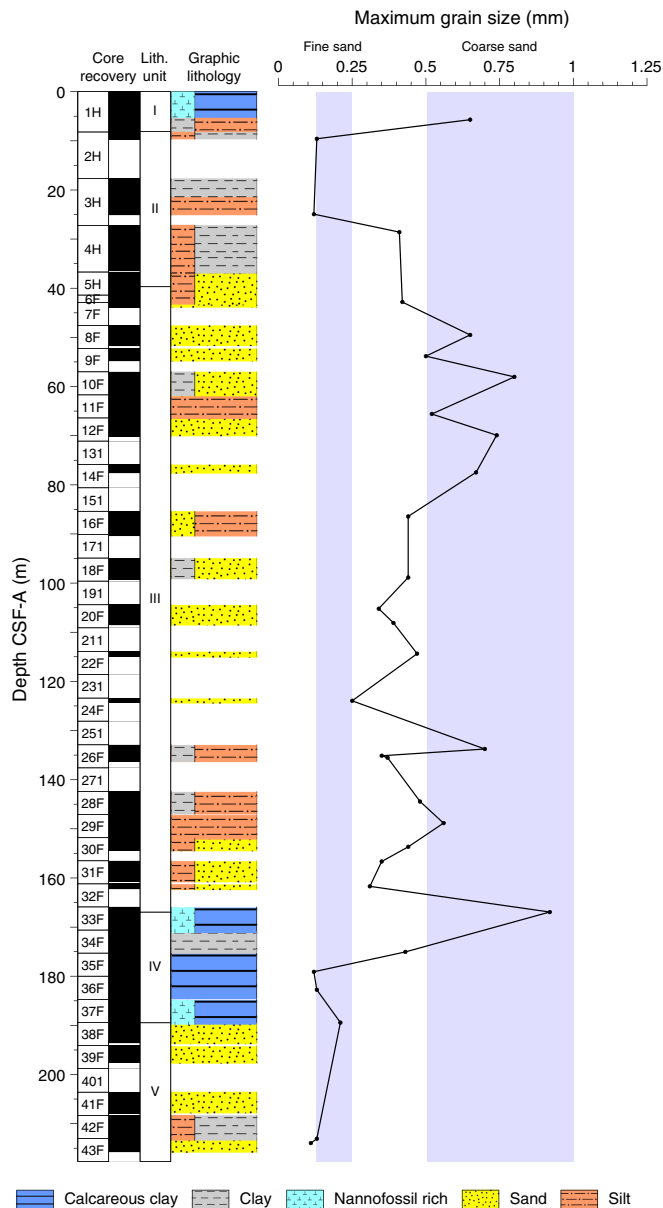 Maximum grain size (mm)
Fine sand Coarse sand
Core recovery Lith. unit Graphic lithology
0 0.25 0.5 0.75 1 1.25
Depth CSF-A (m)
0
20
40
60
80
100
120
140
160
180
200
1H
2H
3H
4H
5H
6F
7F
8F
9F
10F
11F
12F
131
14F
151
16F
171
18F
191
20F
211
22F
231
24F
251
26F
271
28F
29F
30F
31F
32F
33F
34F
35F
36F
37F
38F
39F
401
41F
42F
43F
I
II
III
IV
V
Calcareous clay Clay Nannofossil rich Sand Silt